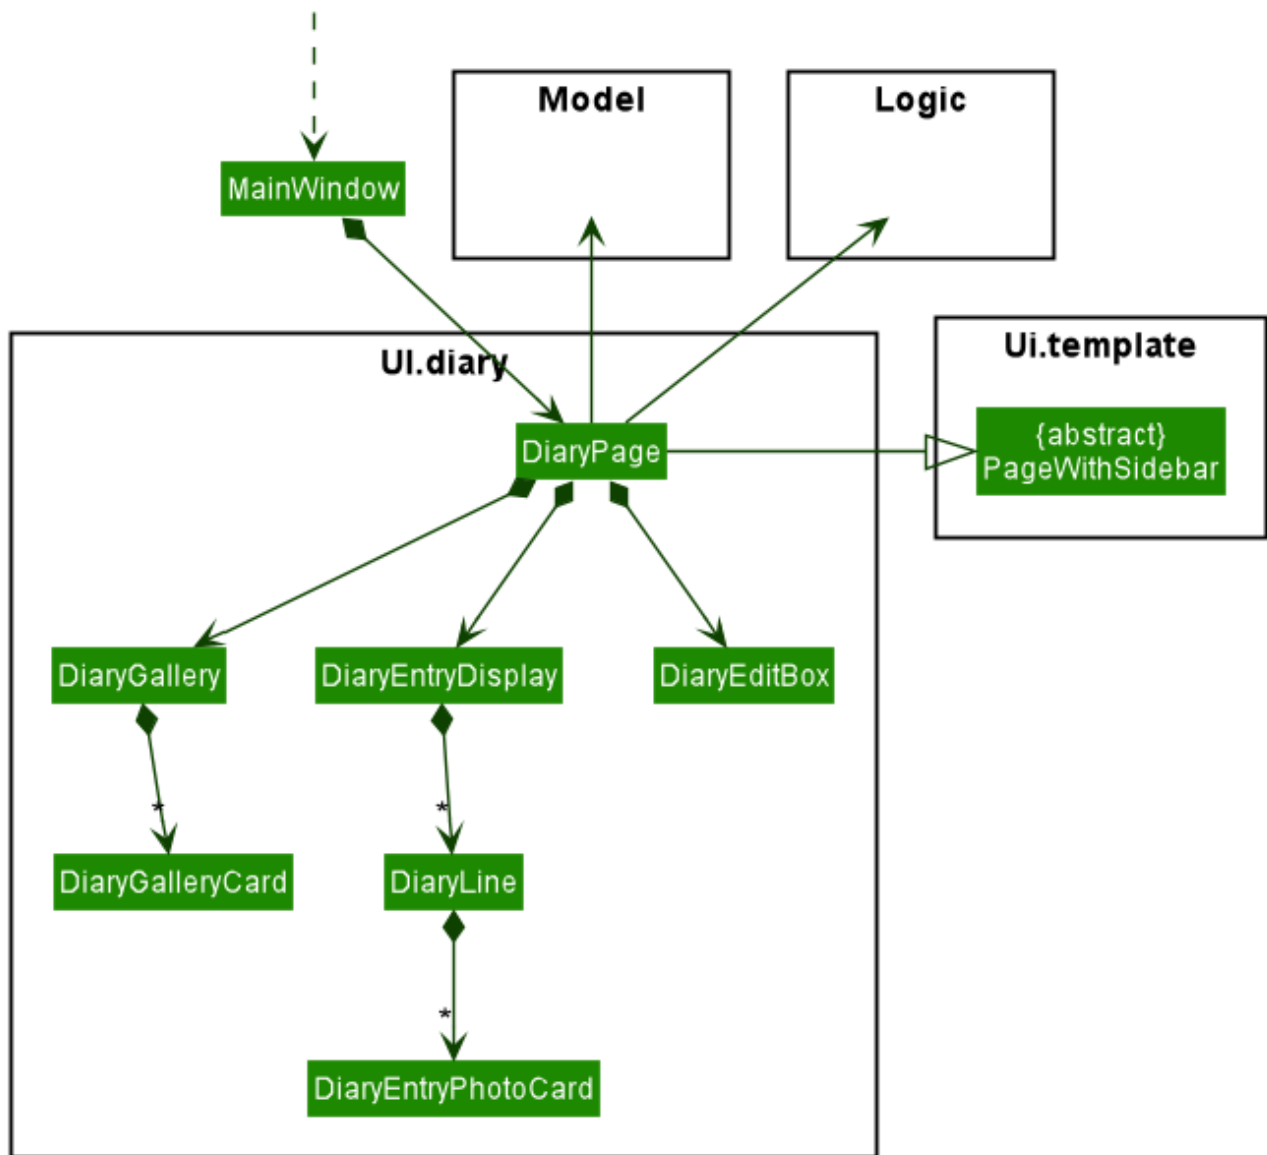 Model
Logic
MainWindow
UI.diary
Ui.template
DiaryPage
{abstract}
PageWithSidebar
DiaryGallery
DiaryEntryDisplay
DiaryEditBox
*
*
DiaryGalleryCard
DiaryLine
*
DiaryEntryPhotoCard